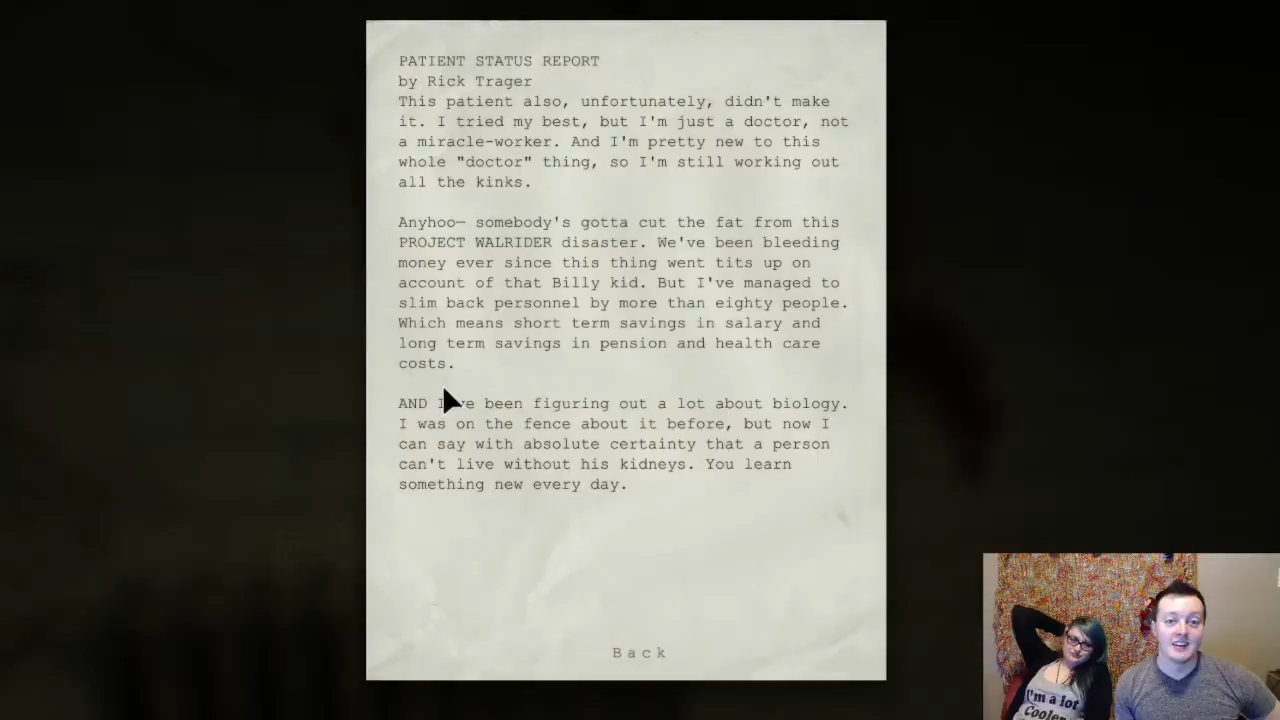 PATIENT STATUS REPORT
by Rick Trager
This patient also, unfortunately, didn't make
it. I tried my best, but I'm just a doctor, not
a miracle-worker. And I'm pretty new to this
whole "doctor" thing, so I'm still working out
all the kinks.
Anyhoo— somebody's gotta cut the fat from this
PROJECT WALRIDER disaster. We've been bleeding
money ever since this thing went tits up on
account of that Billy kid. But I've managed to
slim back personnel by more than eighty people.
Which means short term savings in salary and
long term savings in pension and health care
costs.
AND I've been figuring out a lot about biology.
I was on the fence about it before, but now I
can say with absolute certainty that a person
can't live without his kidneys. You learn
something new every day.
Back
I'm a lot
Cooler